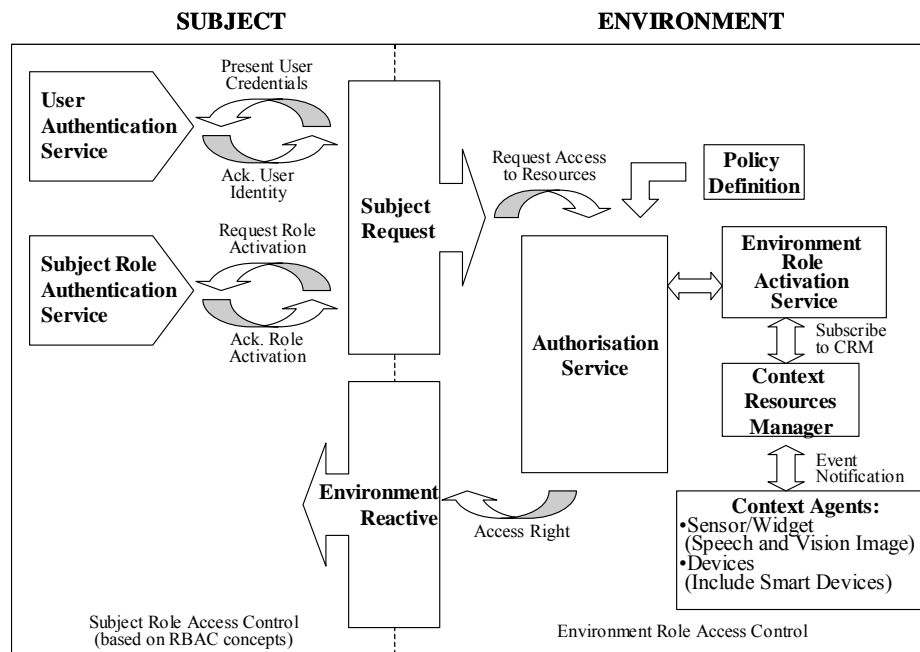 SUBJECT
ENVIRONMENT
Present User
Credentials
User
Authentication
Service
Ack. User
Identity
Request Role
Activation
Subject Role
Authentication
Service
Ack. Role
Activation
Subject
Request
Request Access
to Resources
Policy
Definition
Environment
Role
Activation
Service
Authorisation
Service
Subscribe
to CRM
Context
Resources
Manager
Event
Notification
Environment
Reactive
Access Right
Context Agents:
•Sensor/Widget
(Speech and Vision Image)
•Devices
(Include Smart Devices)
Subject Role Access Control
(based on RBAC concepts)
Environment Role Access Control